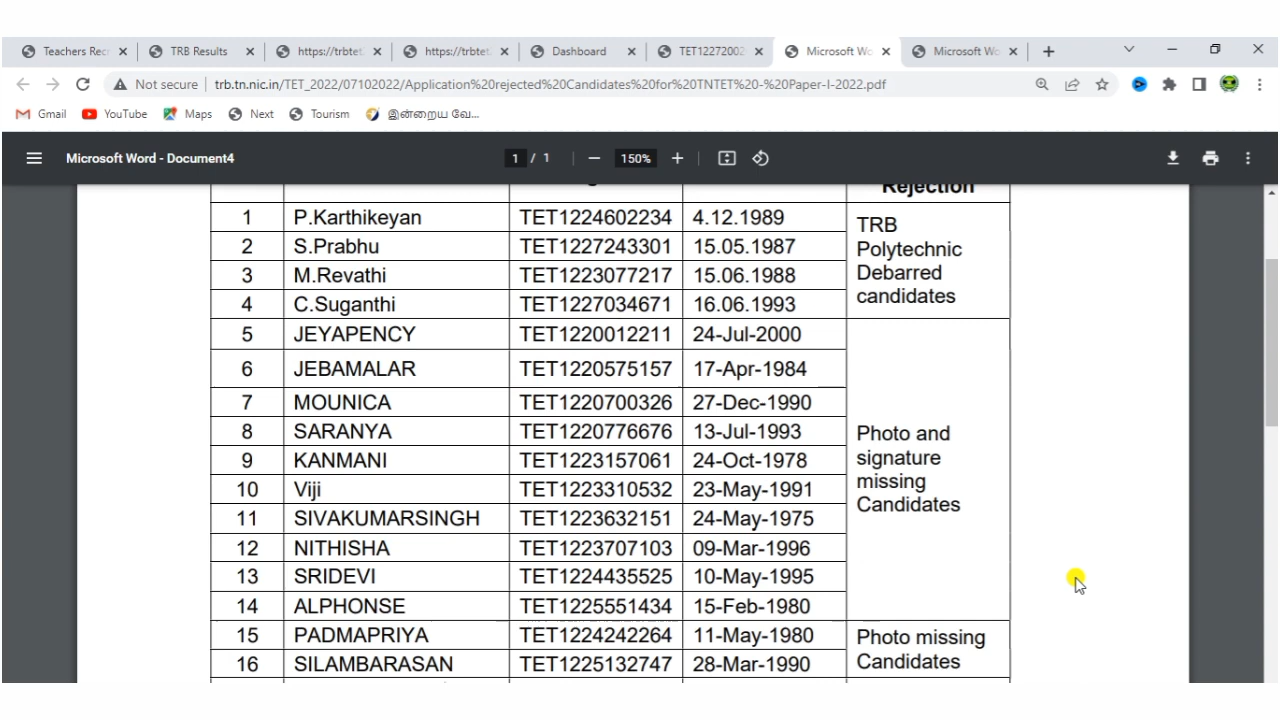 Teachers Rec
TRB Results
https://trbtet.
https://trbtet.
Dashboard
TET12272002
Microsoft Wo
Microsoft Wo
Not secure
trb.tn.nic.in/TET_2022/07102022/Application%20rejected%20Candidates%20for%20TNTET%20-%20Paper-I-2022.pdf
Gmail YouTube Maps Next Tourism இன்றைய வே...
Microsoft Word - Document4 1 / 1 150%
Rejection
1 P.Karthikeyan TET1224602234 4.12.1989
2 S.Prabhu TET1227243301 15.05.1987
3 M.Revathi TET1223077217 15.06.1988
4 C.Suganthi TET1227034671 16.06.1993
TRB
Polytechnic
Debarred
candidates
5 JEYAPENCY TET1220012211 24-Jul-2000
6 JEBAMALAR TET1220575157 17-Apr-1984
7 MOUNICA TET1220700326 27-Dec-1990
8 SARANYA TET1220776676 13-Jul-1993
9 KANMANI TET1223157061 24-Oct-1978
10 Viji TET1223310532 23-May-1991
11 SIVAKUMARSINGH TET1223632151 24-May-1975
12 NITHISHA TET1223707103 09-Mar-1996
13 SRIDEVI TET1224435525 10-May-1995
14 ALPHONSE TET1225551434 15-Feb-1980
Photo and
signature
missing
Candidates
15 PADMAPRIYA TET1224242264 11-May-1980
16 SILAMBARASAN TET1225132747 28-Mar-1990
Photo missing
Candidates